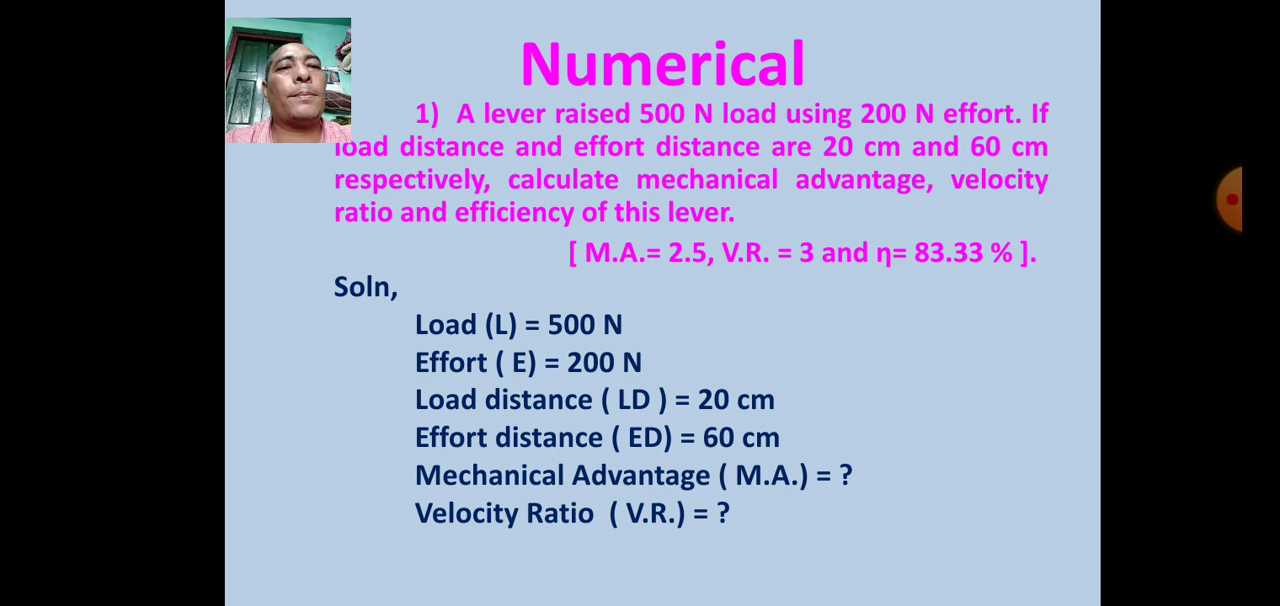 Numerical
1) A lever raised 500 N load using 200 N effort. If
load distance and effort distance are 20 cm and 60 cm
respectively, calculate mechanical advantage, velocity
ratio and efficiency of this lever.
[ M.A.= 2.5, V.R. = 3 and η= 83.33 % ].
Soln,
Load (L) = 500 N
Effort ( E) = 200 N
Load distance ( LD ) = 20 cm
Effort distance ( ED) = 60 cm
Mechanical Advantage ( M.A.) = ?
Velocity Ratio ( V.R.) = ?